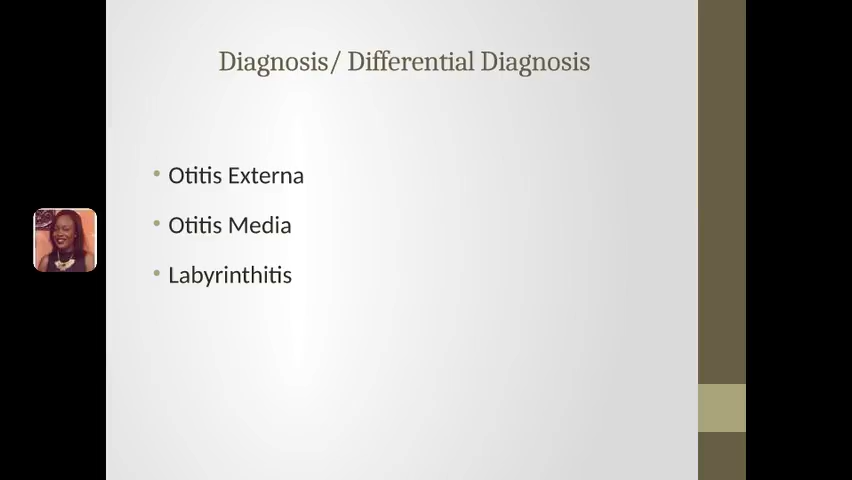 Diagnosis/ Differential Diagnosis
• Otitis Externa
• Otitis Media
• Labyrinthitis